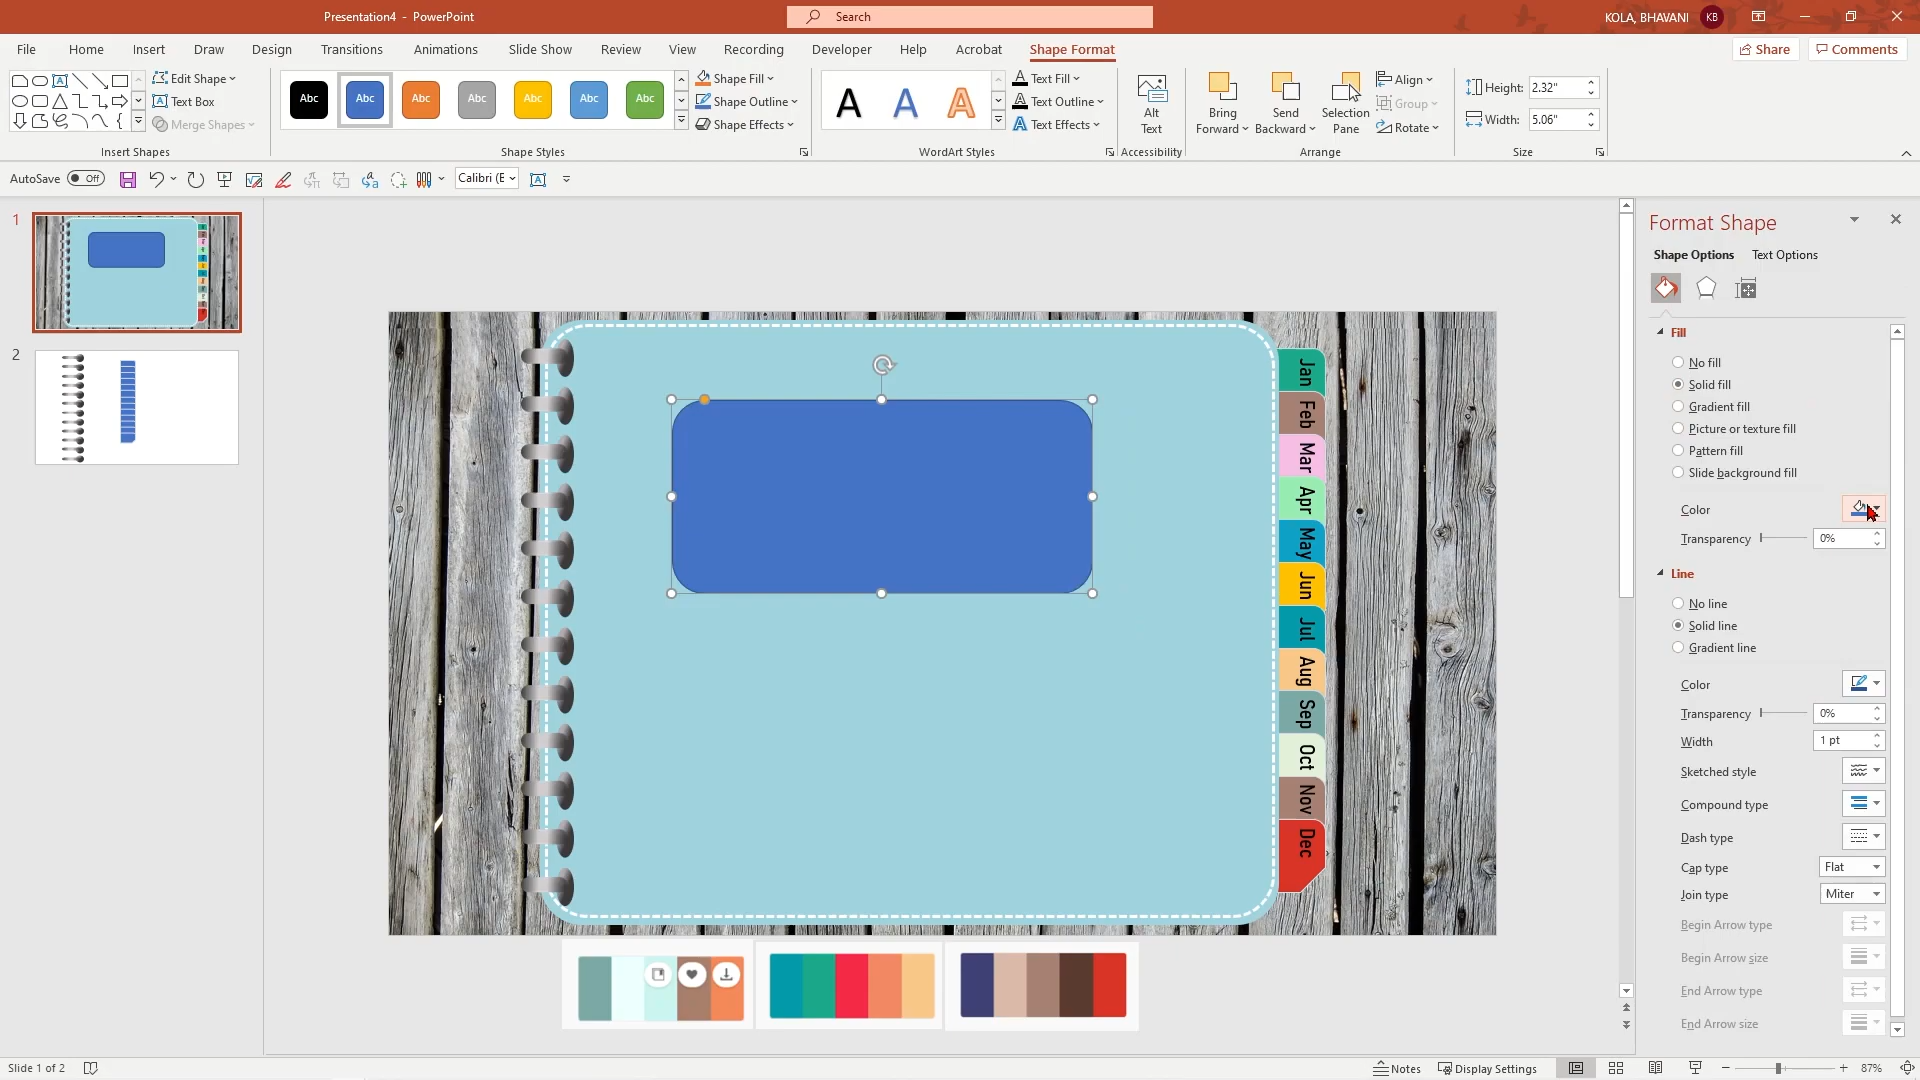 Presentation4 - PowerPoint
Search
KOLA, BHAVANI KB
File Home Insert Draw Design Transitions Animations Slide Show Review View Recording Developer Help Acrobat Shape Format
Share Comments
Edit Shape
Text Box
Merge Shapes
Insert Shapes
Abc Abc Abc Abc Abc Abc Abc
Shape Fill
Shape Outline
Shape Effects
Shape Styles
A A A
Text Fill
Text Outline
Text Effects
WordArt Styles
Alt Text
Accessibility
Bring Forward
Send Backward
Selection Pane
Align
Group
Rotate
Arrange
Height: 2.32"
Width: 5.06"
Size
AutoSave Off
Calibri (E
1
2
Jan
Feb
Mar
Apr
May
Jun
Jul
Aug
Sep
Oct
Nov
Dec
Format Shape
Shape Options Text Options
Fill
No fill
Solid fill
Gradient fill
Picture or texture fill
Pattern fill
Slide background fill
Color
Transparency 0%
Line
No line
Solid line
Gradient line
Color
Transparency 0%
Width 1 pt
Sketched style
Compound type
Dash type
Cap type Flat
Join type Miter
Begin Arrow type
Begin Arrow size
End Arrow type
End Arrow size
Slide 1 of 2
Notes Display Settings 87%